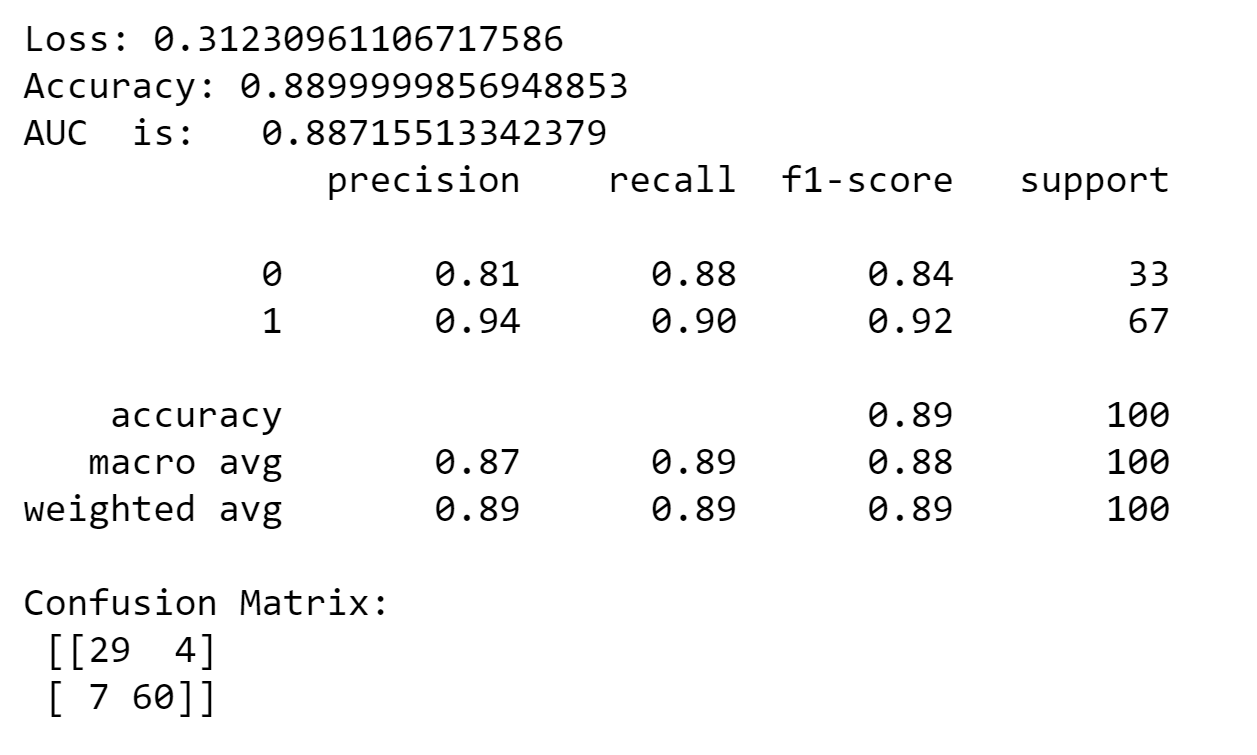 Loss: 0.31230961106717586
Accuracy: 0.8899999856948853
AUC  is:   0.88715513342379
              precision    recall  f1-score   support

           0       0.81      0.88      0.84        33
           1       0.94      0.90      0.92        67

    accuracy                           0.89       100
   macro avg       0.87      0.89      0.88       100
weighted avg       0.89      0.89      0.89       100

Confusion Matrix:
 [[29  4]
 [ 7 60]]